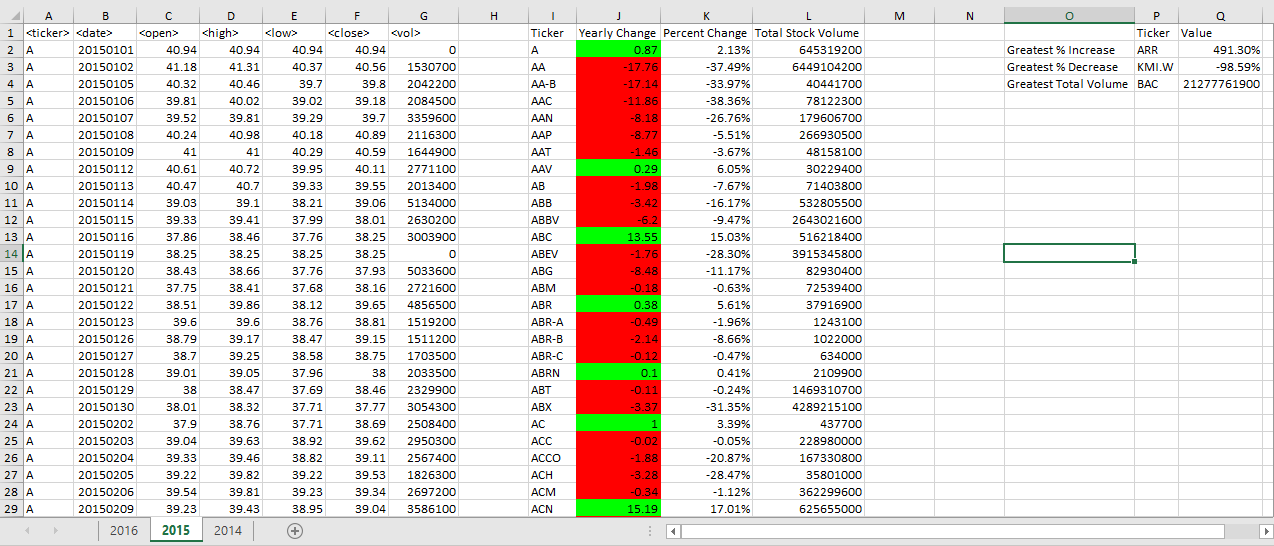 A B C D E F G H I J K L M N O P Q
1 <ticker> <date> <open> <high> <low> <close> <vol> Ticker Yearly Change Percent Change Total Stock Volume Ticker Value
2 A 20150101 40.94 40.94 40.94 40.94 0 A 0.87 2.13% 645319200 Greatest % Increase ARR 491.30%
3 A 20150102 41.18 41.31 40.37 40.56 1530700 AA -17.76 -37.49% 6449104200 Greatest % Decrease KMI.W -98.59%
4 A 20150105 40.32 40.46 39.7 39.8 2042200 AA-B -17.14 -33.97% 40441700 Greatest Total Volume BAC 21277761900
5 A 20150106 39.81 40.02 39.02 39.18 2084500 AAC -11.86 -38.36% 78122300
6 A 20150107 39.52 39.81 39.29 39.7 3359600 AAN -8.18 -26.76% 179606700
7 A 20150108 40.24 40.98 40.18 40.89 2116300 AAP -8.77 -5.51% 266930500
8 A 20150109 41 41 40.29 40.59 1644900 AAT -1.46 -3.67% 48158100
9 A 20150112 40.61 40.72 39.95 40.11 2771100 AAV 0.29 6.05% 30229400
10 A 20150113 40.47 40.7 39.33 39.55 2013400 AB -1.98 -7.67% 71403800
11 A 20150114 39.03 39.1 38.21 39.06 5134000 ABB -3.42 -16.17% 532805500
12 A 20150115 39.33 39.41 37.99 38.01 2630200 ABBV -6.2 -9.47% 2643021600
13 A 20150116 37.86 38.46 37.76 38.25 3003900 ABC 13.55 15.03% 516218400
14 A 20150119 38.25 38.25 38.25 38.25 0 ABEV -1.76 -28.30% 3915345800
15 A 20150120 38.43 38.66 37.76 37.93 5033600 ABG -8.48 -11.17% 82930400
16 A 20150121 37.75 38.41 37.68 38.16 2721600 ABM -0.18 -0.63% 72539400
17 A 20150122 38.51 39.86 38.12 39.65 4856500 ABR 0.38 5.61% 37916900
18 A 20150123 39.6 39.6 38.76 38.81 1519200 ABR-A -0.49 -1.96% 1243100
19 A 20150126 38.79 39.17 38.47 39.15 1511200 ABR-B -2.14 -8.66% 1022000
20 A 20150127 38.7 39.25 38.58 38.75 1703500 ABR-C -0.12 -0.47% 634000
21 A 20150128 39.01 39.05 37.96 38 2033500 ABRN 0.1 0.41% 2109900
22 A 20150129 38 38.47 37.69 38.46 2329900 ABT -0.11 -0.24% 1469310700
23 A 20150130 38.01 38.32 37.71 37.77 3054300 ABX -3.37 -31.35% 4289215100
24 A 20150202 37.9 38.76 37.71 38.69 2508400 AC 1 3.39% 437700
25 A 20150203 39.04 39.63 38.92 39.62 2950300 ACC -0.02 -0.05% 228980000
26 A 20150204 39.33 39.46 38.82 39.11 2567400 ACCO -1.88 -20.87% 167330800
27 A 20150205 39.22 39.82 39.22 39.53 1826300 ACH -3.28 -28.47% 35801000
28 A 20150206 39.54 39.81 39.23 39.34 2697200 ACM -0.34 -1.12% 362299600
29 A 20150209 39.23 39.43 38.95 39.04 3586100 ACN 15.19 17.01% 625655000
2016 2015 2014